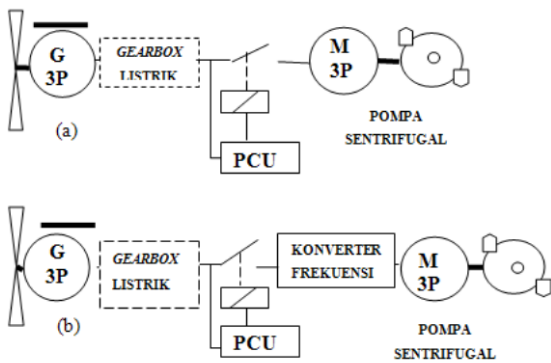 G
3P
GEARBOX
LISTRIK
M
3P
POMPA
SENTRIFUGAL
PCU
(a)
G
3P
GEARBOX
LISTRIK
KONVERTER
FREKUENSI
M
3P
PCU
POMPA
SENTRIFUGAL
(b)